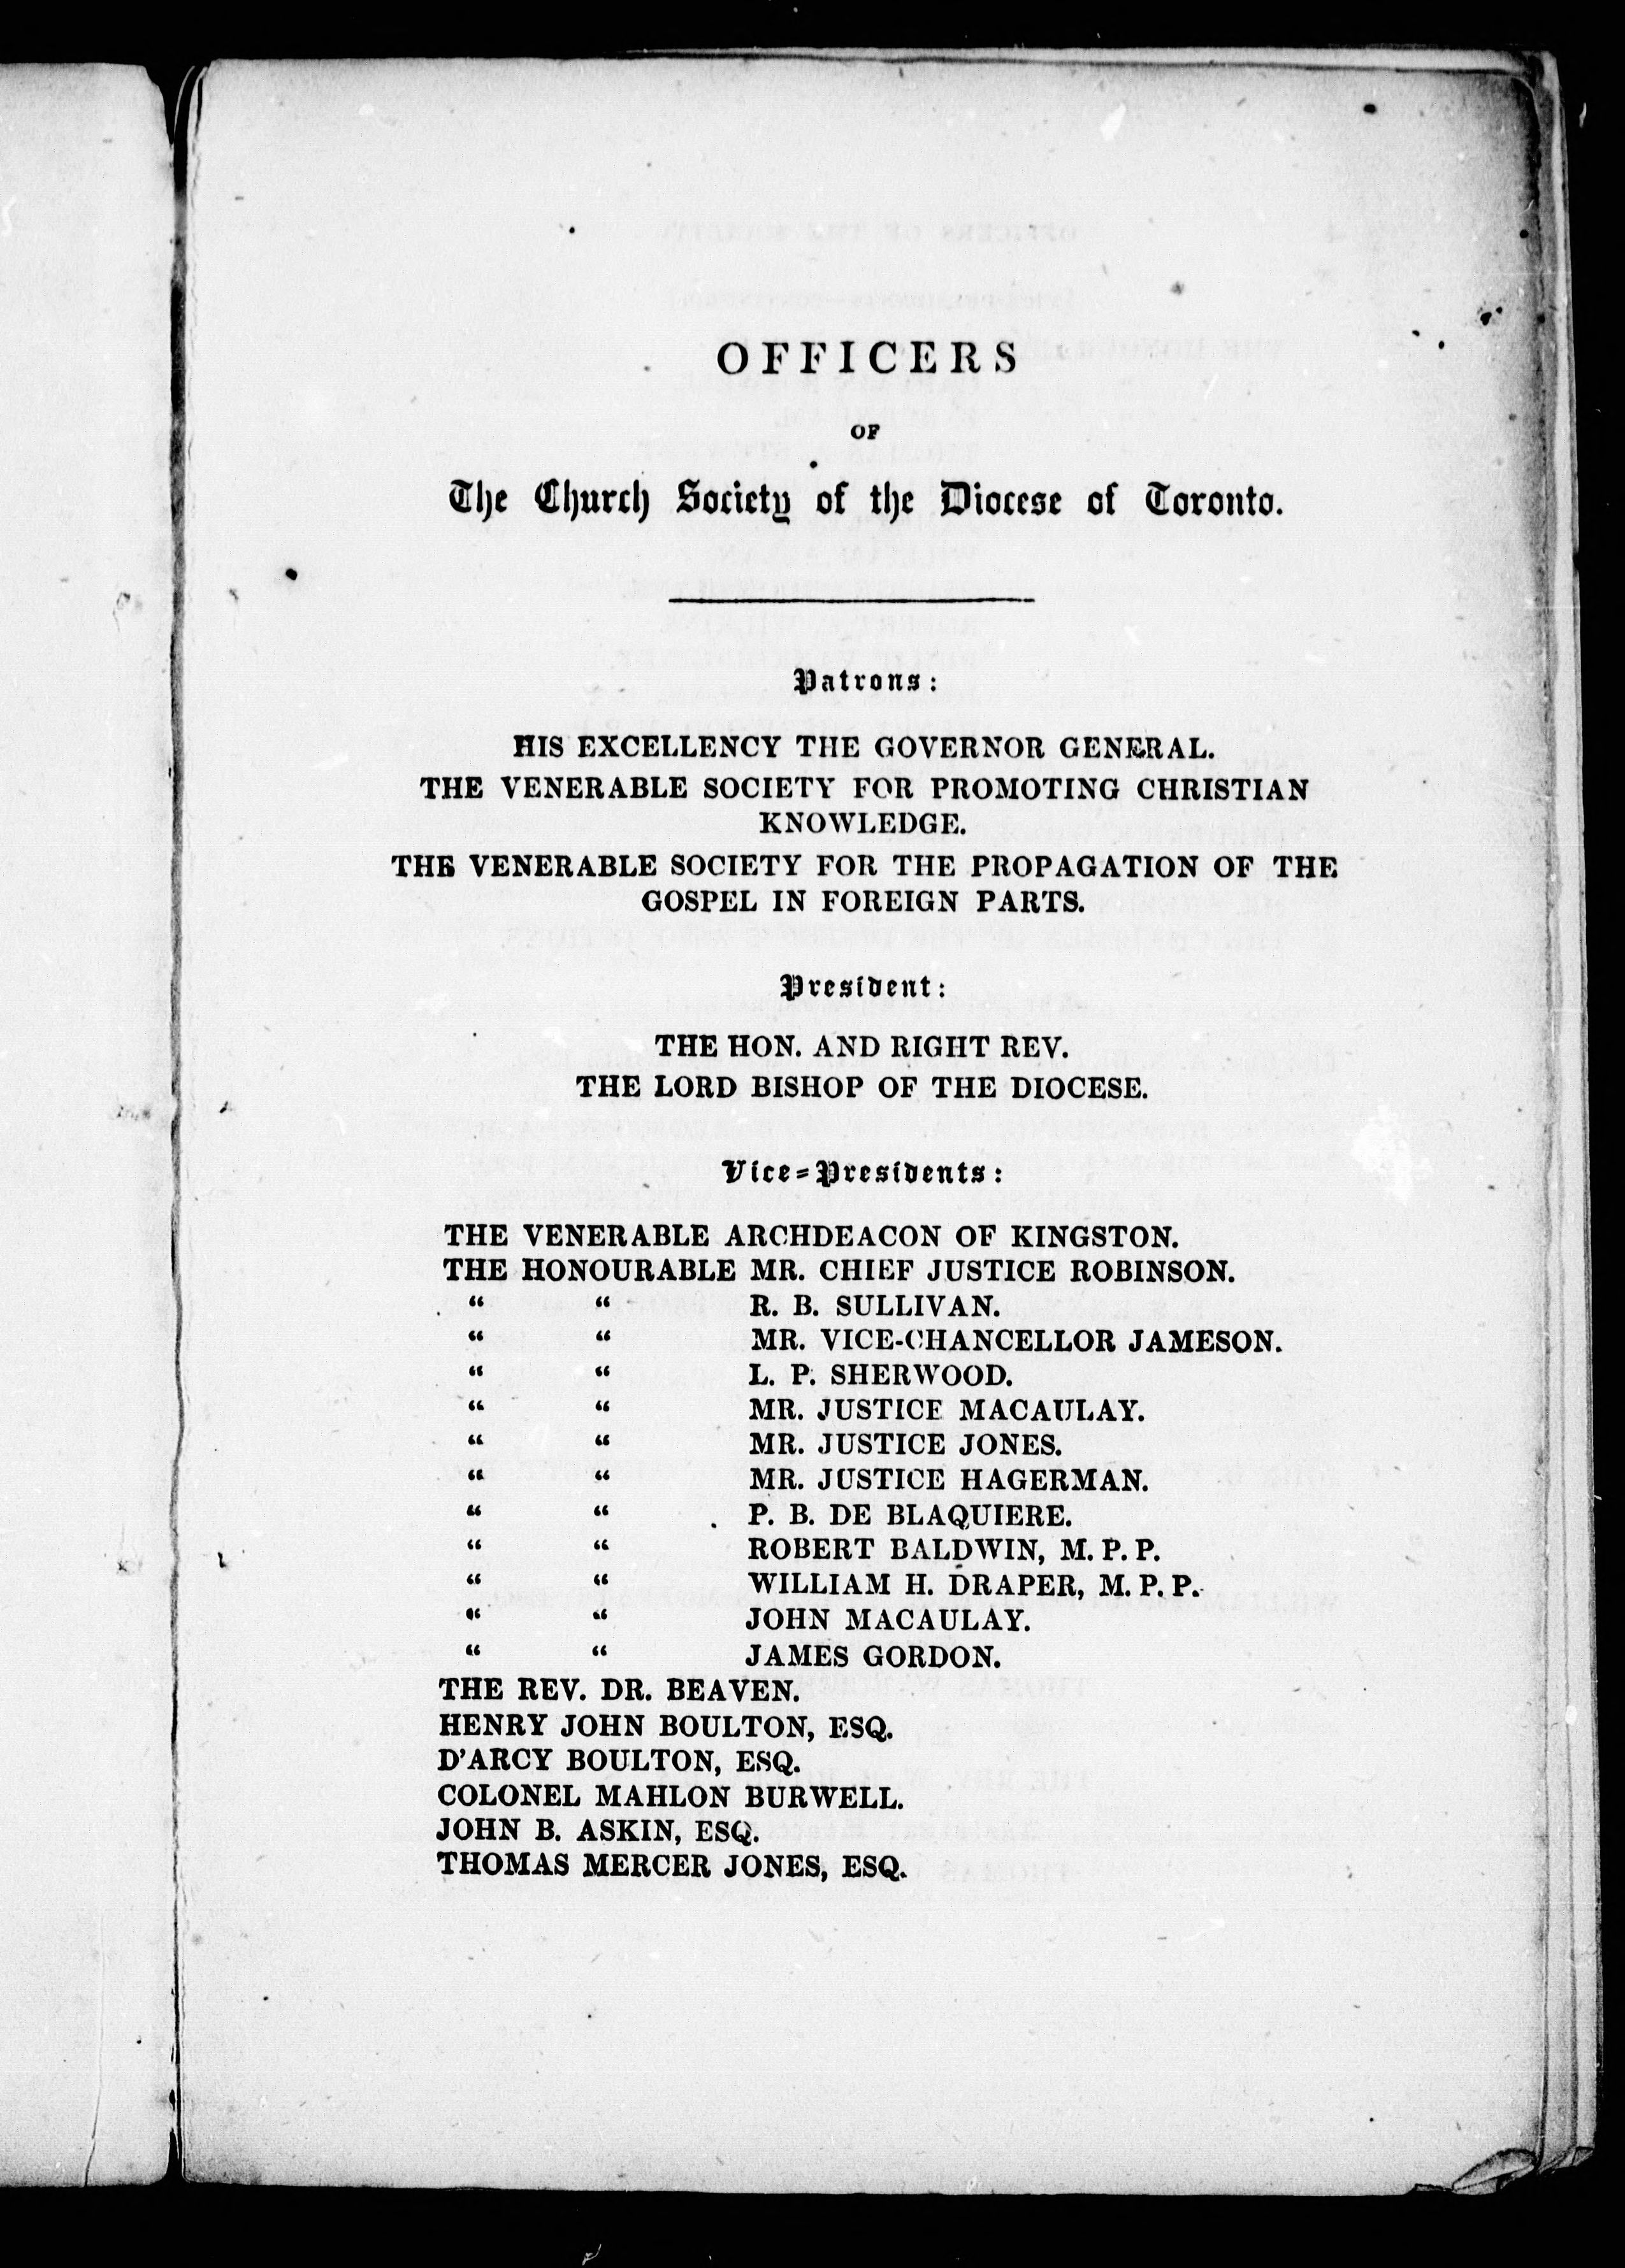 OFFICERS
OF
The Church Society of the Diocese of Toronto.
Patrons:
HIS EXCELLENCY THE GOVERNOR GENERAL.
THE VENERABLE SOCIETY FOR PROMOTING CHRISTIAN
KNOWLEDGE.
THE VENERABLE SOCIETY FOR THE PROPAGATION OF THE
GOSPEL IN FOREIGN PARTS.
President:
THE HON. AND RIGHT REV.
THE LORD BISHOP OF THE DIOCESE.
Vice=Presidents:
THE VENERABLE ARCHDEACON OF KINGSTON.
THE HONOURABLE MR. CHIEF JUSTICE ROBINSON.
“ “ R. B. SULLIVAN.
“ “ MR. VICE-CHANCELLOR JAMESON.
“ “ L. P. SHERWOOD.
“ “ MR. JUSTICE MACAULAY.
“ “ MR. JUSTICE JONES.
“ “ MR. JUSTICE HAGERMAN.
“ “ P. B. DE BLAQUIERE.
“ “ ROBERT BALDWIN, M. P. P.
“ “ WILLIAM H. DRAPER, M. P. P.
“ “ JOHN MACAULAY.
“ “ JAMES GORDON.
THE REV. DR. BEAVEN.
HENRY JOHN BOULTON, ESQ.
D'ARCY BOULTON, ESQ.
COLONEL MAHLON BURWELL.
JOHN B. ASKIN, ESQ.
THOMAS MERCER JONES, ESQ.